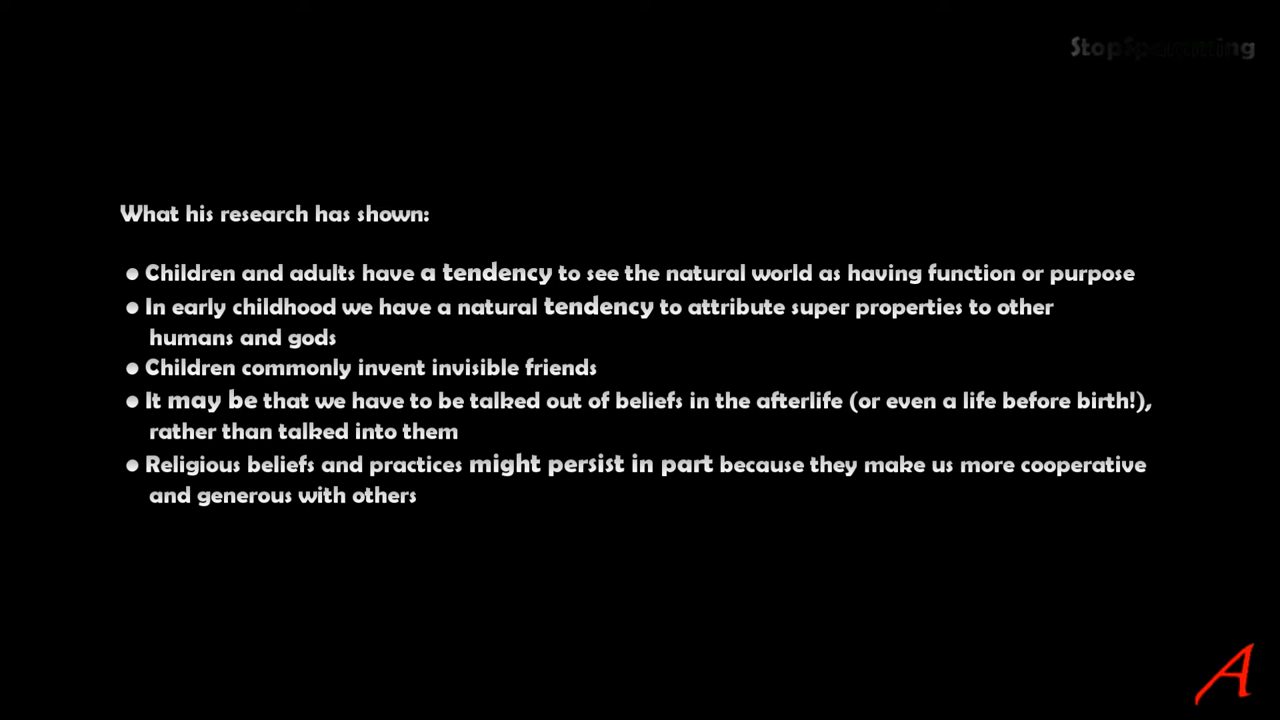 StopSpamming
What his research has shown:
● Children and adults have a tendency to see the natural world as having function or purpose
● In early childhood we have a natural tendency to attribute super properties to other
humans and gods
● Children commonly invent invisible friends
● It may be that we have to be talked out of beliefs in the afterlife (or even a life before birth!),
rather than talked into them
● Religious beliefs and practices might persist in part because they make us more cooperative
and generous with others
A